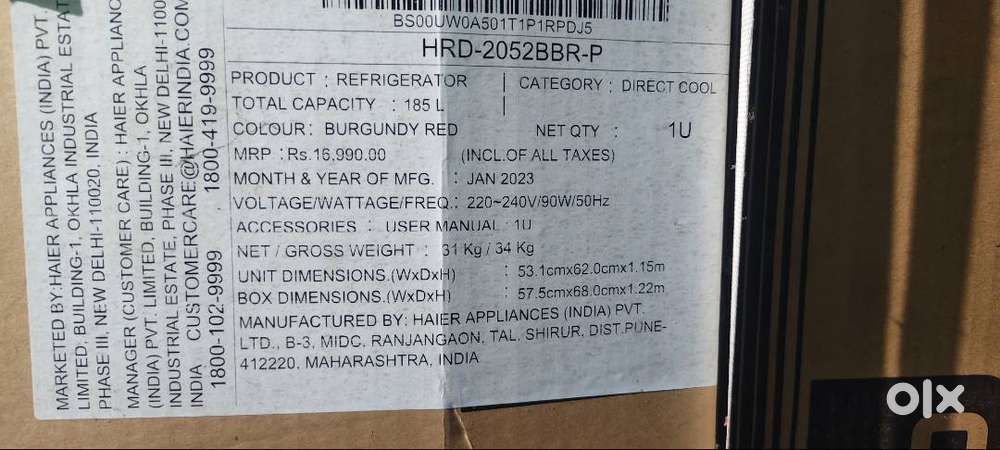 BS00UW0A501T1P1RPDJ5
HRD-2052BBR-P
PRODUCT : REFRIGERATOR | CATEGORY : DIRECT COOL
TOTAL CAPACITY : 185 L |
COLOUR : BURGUNDY RED NET QTY : 1U
MRP : Rs.16,990.00 (INCL.OF ALL TAXES)
MONTH & YEAR OF MFG. : JAN 2023
VOLTAGE/WATTAGE/FREQ.: 220~240V/90W/50Hz
ACCESSORIES : USER MANUAL : 1U
NET / GROSS WEIGHT : 31 Kg / 34 Kg
UNIT DIMENSIONS.(WxDxH) : 53.1cmx62.0cmx1.15m
BOX DIMENSIONS.(WxDxH) : 57.5cmx68.0cmx1.22m
MANUFACTURED BY: HAIER APPLIANCES (INDIA) PVT.
LTD., B-3, MIDC, RANJANGAON, TAL. SHIRUR, DIST.PUNE-
412220, MAHARASHTRA, INDIA
MARKETED BY:HAIER APPLIANCES (INDIA) PVT.
LIMITED, BUILDING-1, OKHLA INDUSTRIAL ESTAT
PHASE III, NEW DELHI-110020, INDIA
MANAGER (CUSTOMER CARE) : HAIER APPLIANC
(INDIA) PVT. LIMITED, BUILDING-1, OKHLA
INDUSTRIAL ESTATE, PHASE III, NEW DELHI-1100
INDIA CUSTOMERCARE@HAIERINDIA.COM
1800-102-9999 1800-419-9999
olx